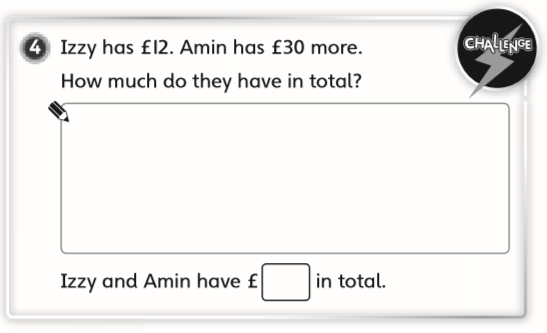 4 Izzy has £12. Amin has £30 more.
CHALLENGE
How much do they have in total?
Izzy and Amin have £ in total.